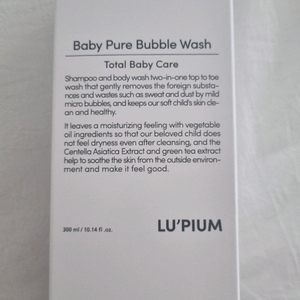 Baby Pure Bubble Wash
Total Baby Care
Shampoo and body wash two-in-one top to toe
wash that gently removes the foreign substa-
nces and wastes such as sweat and dust by mild
micro bubbles, and keeps our soft child's skin cle-
an and healthy.
It leaves a moisturizing feeling with vegetable
oil ingredients so that our beloved child does
not feel dryness even after cleansing, and the
Centella Asiatica Extract and green tea extract
help to soothe the skin from the outside environ-
ment and make it feel good.
300 ml / 10.14 fl .oz.
LU'PIUM